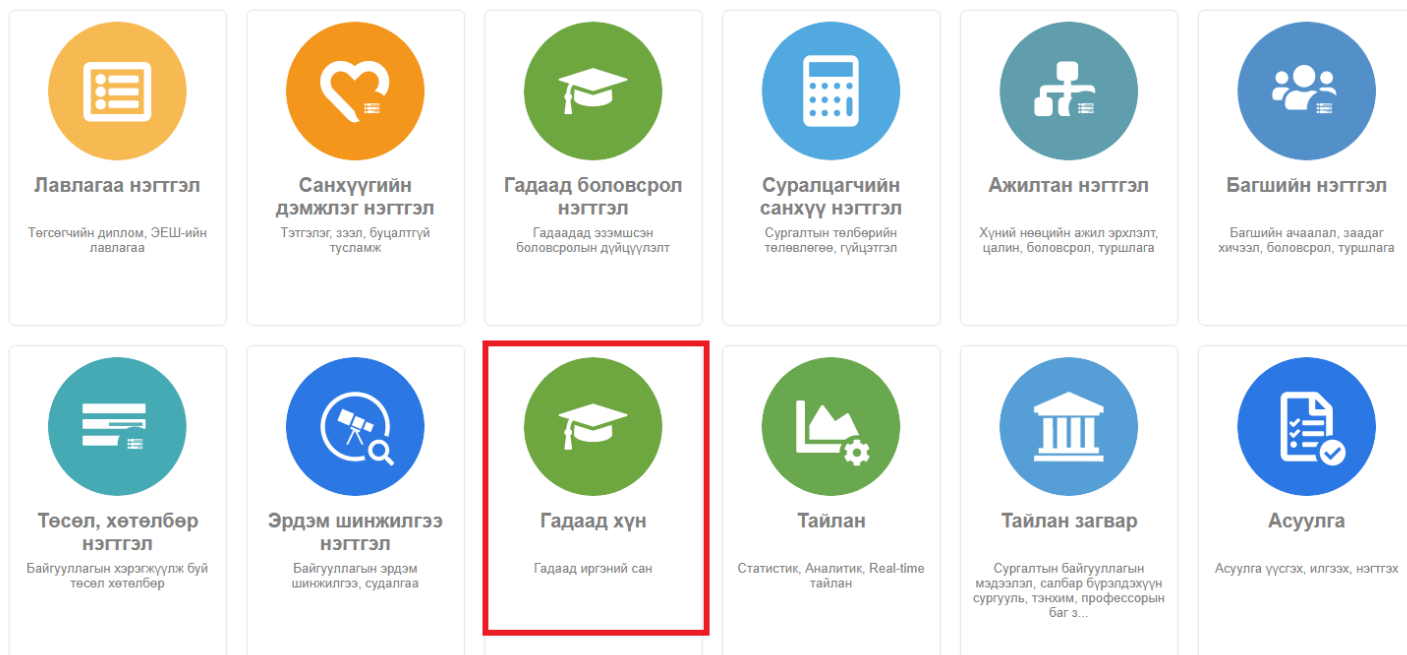 Лавлагаа нэгтгэл
Төгсөгчийн диплом, ЭЕШ-ийн
лавлагаа
Санхүүгийн
дэмжлэг нэгтгэл
Тэтгэлэг, зээл, буцалтгүй
тусламж
Гадаад боловсрол
нэгтгэл
Гадаадад эзэмшсэн
боловсролын дүйцүүлэлт
Суралцагчийн
санхүү нэгтгэл
Сургалтын төлбөрийн
төлөвлөгөө, гүйцэтгэл
Ажилтан нэгтгэл
Хүний нөөцийн ажил эрхлэлт,
цалин, боловсрол, туршлага
Багшийн нэгтгэл
Багшийн ачаалал, заадаг
хичээл, боловсрол, туршлага
Төсөл, хөтөлбөр
нэгтгэл
Байгууллагын хэрэгжүүлж буй
төсөл хөтөлбөр
Эрдэм шинжилгээ
нэгтгэл
Байгууллагын эрдэм
шинжилгээ, судалгаа
Гадаад хүн
Гадаад иргэний сан
Тайлан
Статистик, Аналитик, Real-time
тайлан
Тайлан загвар
Сургалтын байгууллагын
мэдээлэл, салбар бүрэлдэхүүн
сургууль, тэнхим, профессорын
баг з...
Асуулга
Асуулга үүсгэх, илгээх, нэгтгэх